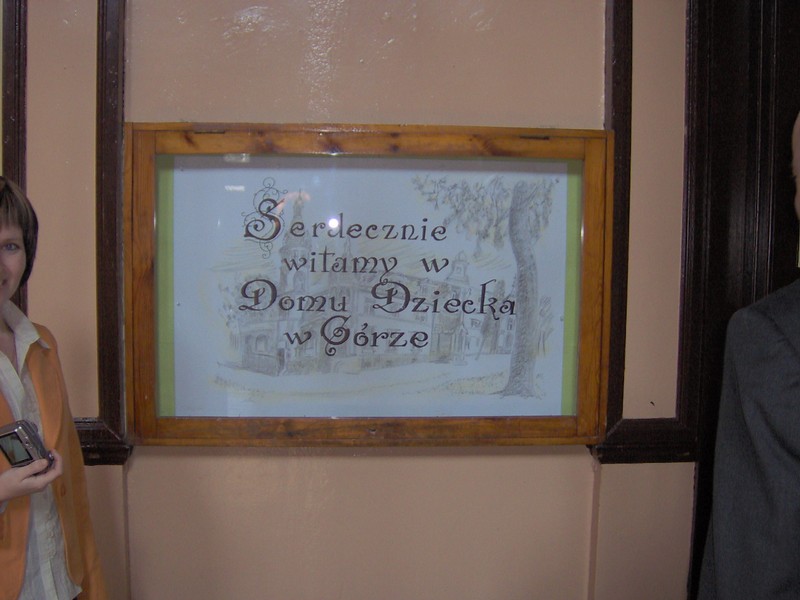 Serdecznie
witamy w
Domu Dziecka
w Górze